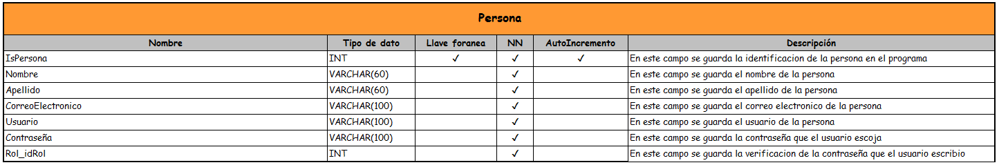 Persona
Nombre Tipo de dato Llave foranea NN AutoIncremento Descripción
IsPersona INT ✓ ✓ ✓ En este campo se guarda la identificacion de la persona en el programa
Nombre VARCHAR(60) ✓ En este campo se guarda el nombre de la persona
Apellido VARCHAR(60) ✓ En este campo se guarda el apellido de la persona
CorreoElectronico VARCHAR(100) ✓ En este campo se guarda el correo electronico de la persona
Usuario VARCHAR(100) ✓ En este campo se guarda el usuario de la persona
Contraseña VARCHAR(100) ✓ En este campo se guarda la contraseña que el usuario escoja
Rol_idRol INT ✓ En este campo se guarda la verificacion de la contraseña que el usuario escribio